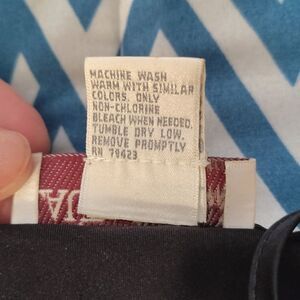 MACHINE WASH
WARM WITH SIMILAR
COLORS. ONLY
NON-CHLORINE
BLEACH WHEN NEEDED.
TUMBLE DRY LOW.
REMOVE PROMPTLY
RN 79423